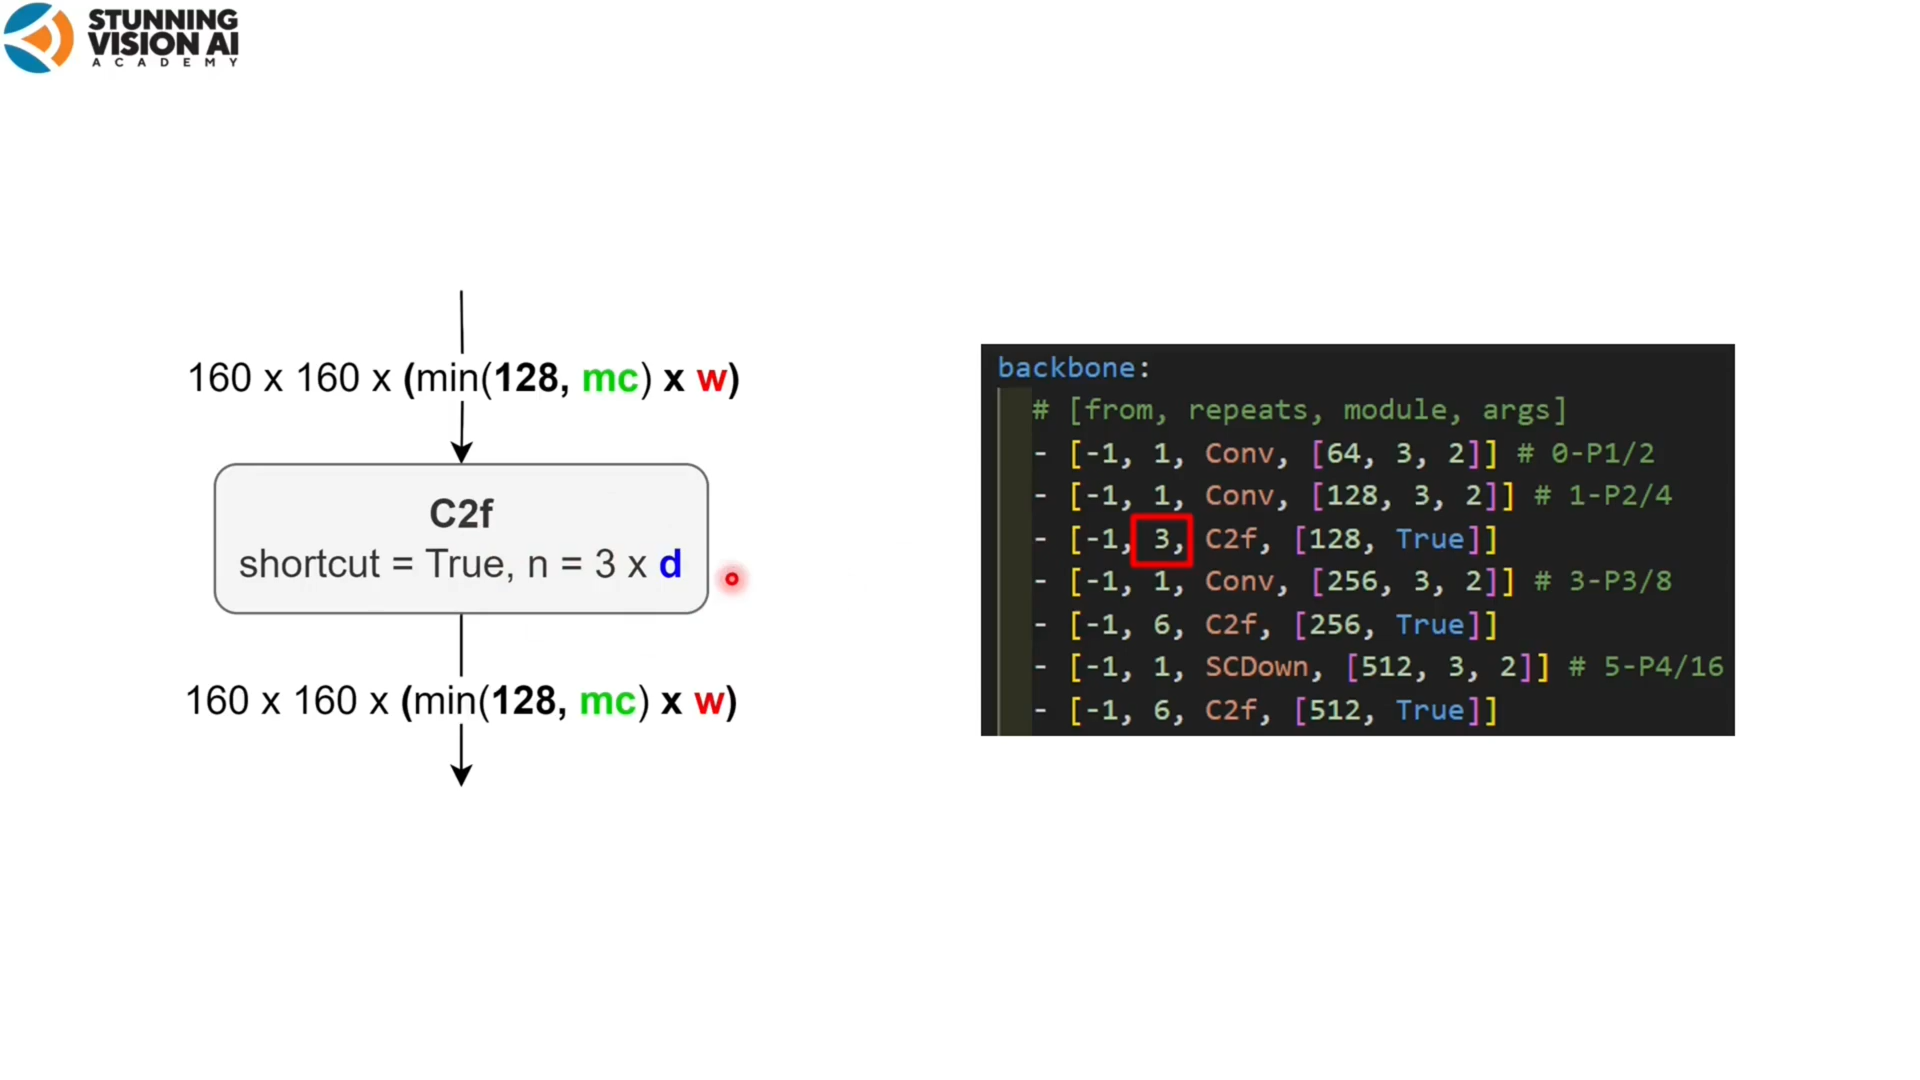 STUNNING
VISION AI
ACADEMY
160 x 160 x (min(128, mc) x w)
C2f
shortcut = True, n = 3 x d
160 x 160 x (min(128, mc) x w)
backbone:
# [from, repeats, module, args]
- [-1, 1, Conv, [64, 3, 2]] # 0-P1/2
- [-1, 1, Conv, [128, 3, 2]] # 1-P2/4
- [-1, 3, C2f, [128, True]]
- [-1, 1, Conv, [256, 3, 2]] # 3-P3/8
- [-1, 6, C2f, [256, True]]
- [-1, 1, SCDown, [512, 3, 2]] # 5-P4/16
- [-1, 6, C2f, [512, True]]